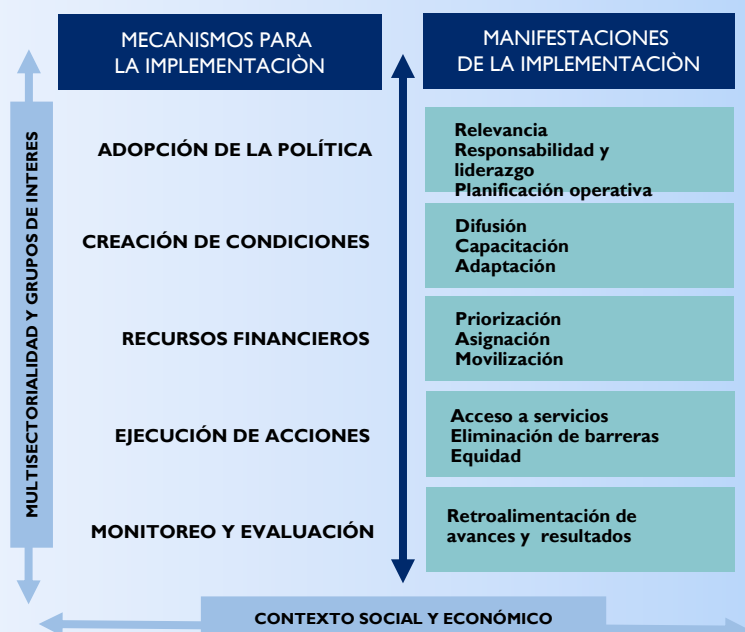 MECANISMOS PARA
LA IMPLEMENTACIÒN
MANIFESTACIONES
DE LA IMPLEMENTACIÒN
MULTISECTORIALIDAD Y GRUPOS DE INTERES
ADOPCIÓN DE LA POLÍTICA
Relevancia
Responsabilidad y
liderazgo
Planificación operativa
CREACIÓN DE CONDICIONES
Difusión
Capacitación
Adaptación
RECURSOS FINANCIEROS
Priorización
Asignación
Movilización
EJECUCIÓN DE ACCIONES
Acceso a servicios
Eliminación de barreras
Equidad
MONITOREO Y EVALUACIÓN
Retroalimentación de
avances y resultados
CONTEXTO SOCIAL Y ECONÓMICO